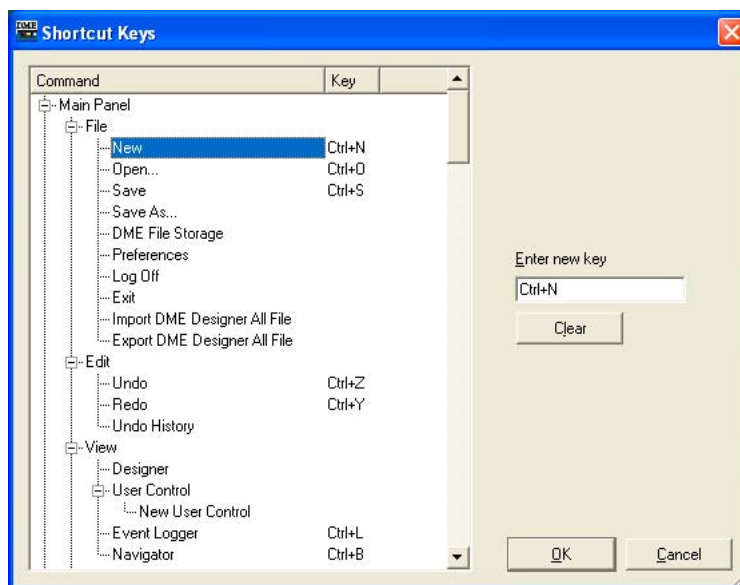 DME
Shortcut Keys
Command Key
Main Panel
File
New Ctrl+N
Open... Ctrl+O
Save Ctrl+S
Save As...
DME File Storage
Preferences
Log Off
Exit
Import DME Designer All File
Export DME Designer All File
Edit
Undo Ctrl+Z
Redo Ctrl+Y
Undo History
View
Designer
User Control
New User Control
Event Logger Ctrl+L
Navigator Ctrl+B
Enter new key
Ctrl+N
Clear
OK
Cancel